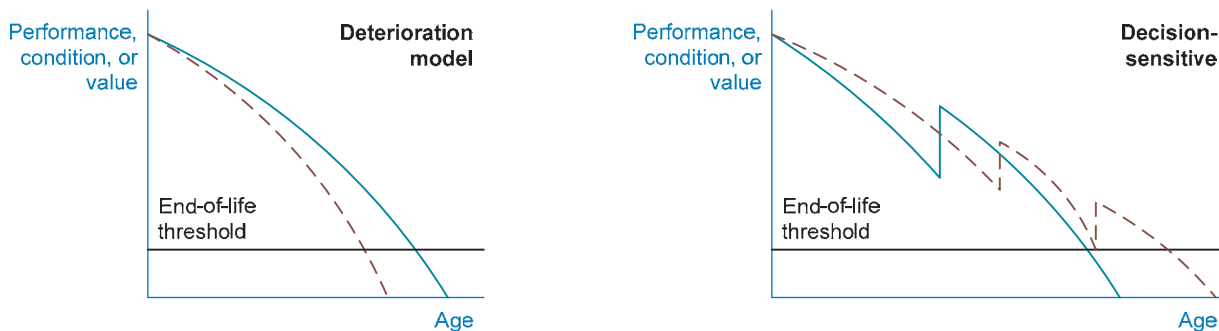 Performance,
condition, or
value
Deterioration
model
End-of-life
threshold
Age
Performance,
condition, or
value
Decision-
sensitive
End-of-life
threshold
Age